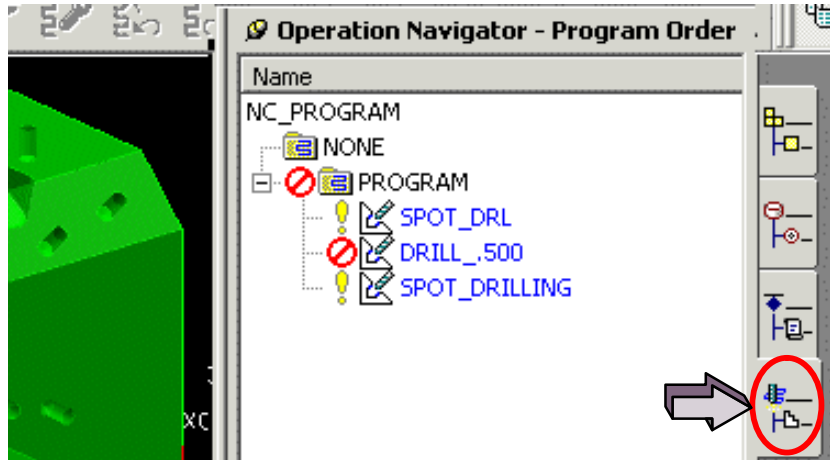 Operation Navigator - Program Order
Name
NC_PROGRAM
NONE
PROGRAM
SPOT_DRL
DRILL_.500
SPOT_DRILLING
XC